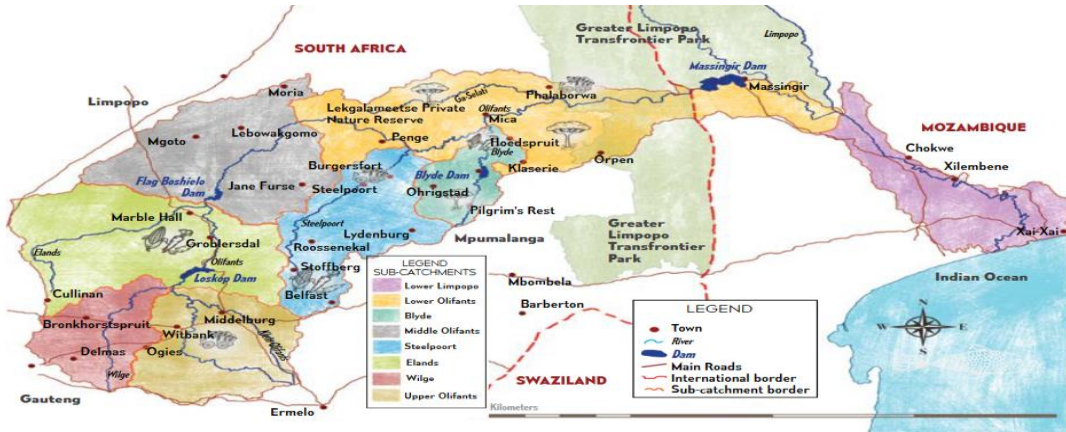 Greater Limpopo
Transfrontier Park
Limpopo
SOUTH AFRICA
Massingir Dam
Massingir
Limpopo
Moria
Ga-Selati
Phalaborwa
Lekgalameetse Private
Nature Reserve
Olifants
Mica
Lebowakgomo
Mgoto
Penge
Hoedspruit
MOZAMBIQUE
Burgersfort
Blyde
Orpen
Chokwe
Klaserie
Xilembene
Flag Boshielo
Dam
Jane Furse
Steelpoort
Blyde Dam
Ohrigstad
Marble Hall
Pilgrim's Rest
Steelpoort
Lydenburg
Mpumalanga
Greater
Limpopo
Transfrontier
Park
Xai-Xai
Groblersdal
Roossenekal
Elands
Olifants
Stoffberg
Loskop Dam
Indian Ocean
Mbombela
Cullinan
Belfast
Barberton
Bronkhorstspruit
Middelburg
Witbank
Delmas
Ogies
Wilge
Gauteng
Ermelo
SWAZILAND
LEGEND
SUB-CATCHMENTS
Lower Limpopo
Lower Olifants
Blyde
Middle Olifants
Steelpoort
Elands
Wilge
Upper Olifants
LEGEND
Town
River
Dam
Main Roads
International border
Sub-catchment border
N
W
E
S
Kilometers